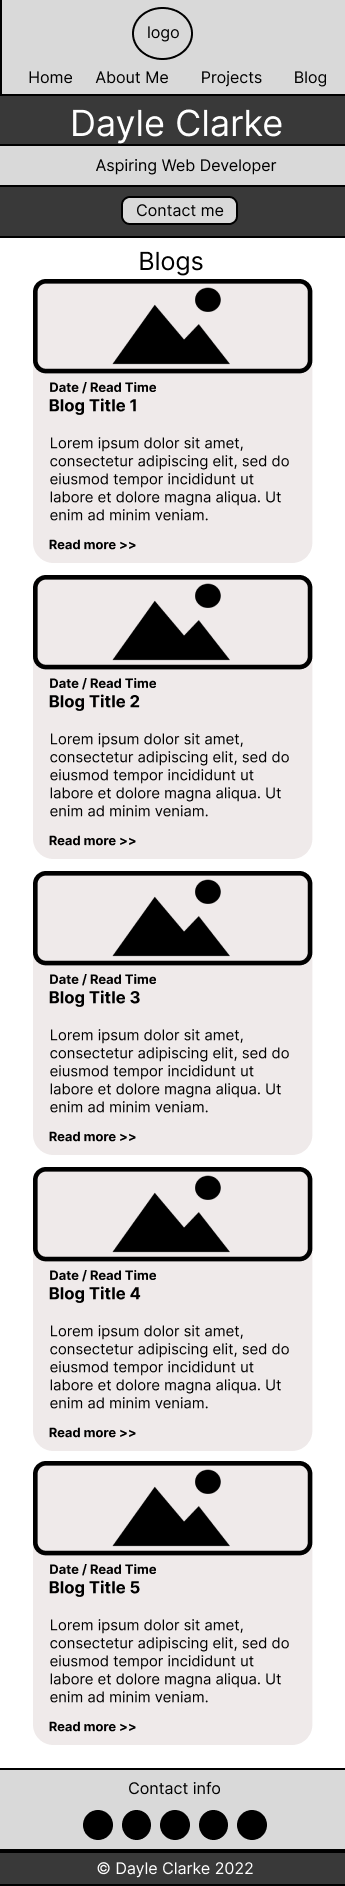 logo
Home About Me Projects Blog
Dayle Clarke
Aspiring Web Developer
Contact me
Blogs
Date / Read Time
Blog Title 1
Lorem ipsum dolor sit amet,
consectetur adipiscing elit, sed do
eiusmod tempor incididunt ut
labore et dolore magna aliqua. Ut
enim ad minim veniam.
Read more >>
Date / Read Time
Blog Title 2
Lorem ipsum dolor sit amet,
consectetur adipiscing elit, sed do
eiusmod tempor incididunt ut
labore et dolore magna aliqua. Ut
enim ad minim veniam.
Read more >>
Date / Read Time
Blog Title 3
Lorem ipsum dolor sit amet,
consectetur adipiscing elit, sed do
eiusmod tempor incididunt ut
labore et dolore magna aliqua. Ut
enim ad minim veniam.
Read more >>
Date / Read Time
Blog Title 4
Lorem ipsum dolor sit amet,
consectetur adipiscing elit, sed do
eiusmod tempor incididunt ut
labore et dolore magna aliqua. Ut
enim ad minim veniam.
Read more >>
Date / Read Time
Blog Title 5
Lorem ipsum dolor sit amet,
consectetur adipiscing elit, sed do
eiusmod tempor incididunt ut
labore et dolore magna aliqua. Ut
enim ad minim veniam.
Read more >>
Contact info
© Dayle Clarke 2022